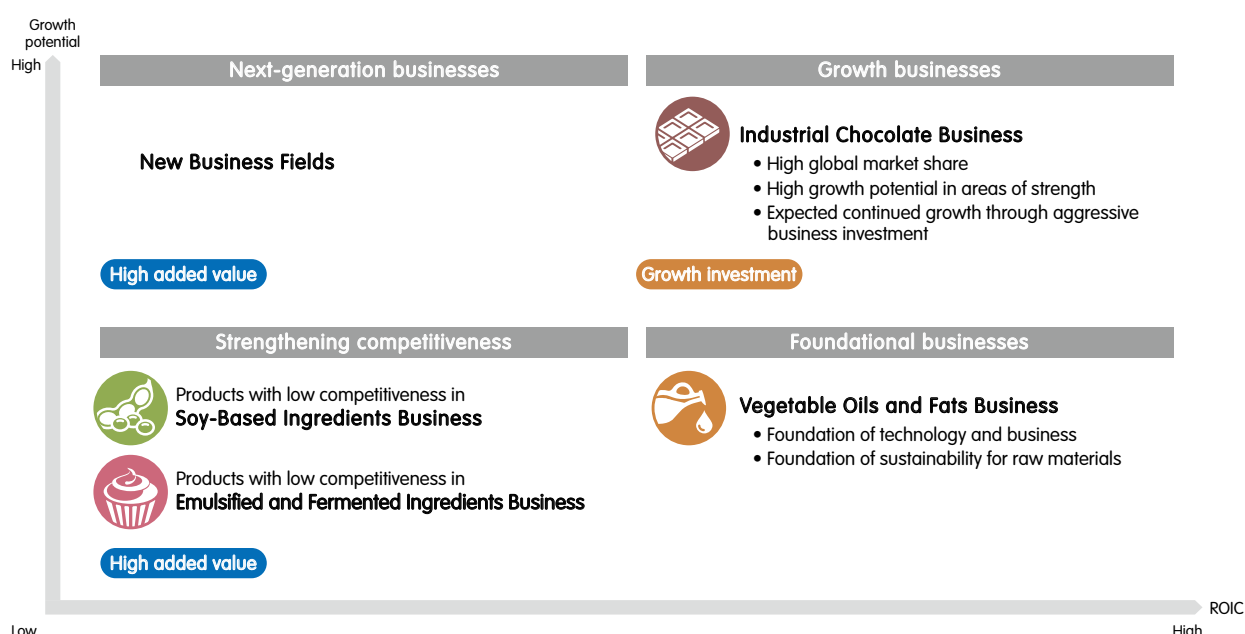 Growth
potential
High
Next-generation businesses
New Business Fields
High added value
Growth businesses
Industrial Chocolate Business
• High global market share
• High growth potential in areas of strength
• Expected continued growth through aggressive
business investment
Growth investment
Strengthening competitiveness
Products with low competitiveness in
Soy-Based Ingredients Business
Products with low competitiveness in
Emulsified and Fermented Ingredients Business
High added value
Foundational businesses
Vegetable Oils and Fats Business
• Foundation of technology and business
• Foundation of sustainability for raw materials
ROIC
Low
High